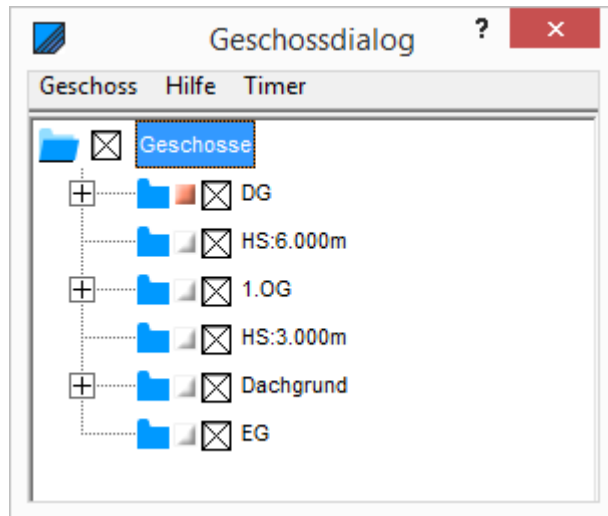 Geschossdialog ?
Geschoss Hilfe Timer
Geschosse
DG
HS:6.000m
1.OG
HS:3.000m
Dachgrund
EG